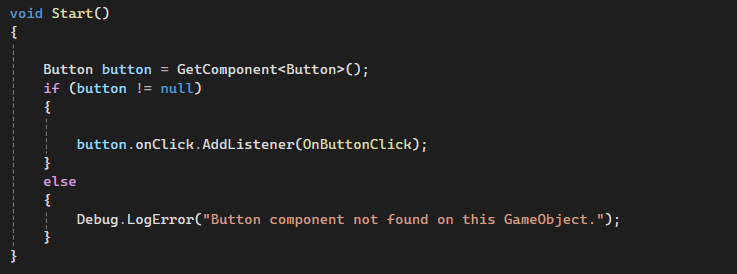 void Start()
{
Button button = GetComponent<Button>();
if (button != null)
{
button.onClick.AddListener(OnButtonClick);
}
else
{
Debug.LogError("Button component not found on this GameObject.");
}
}